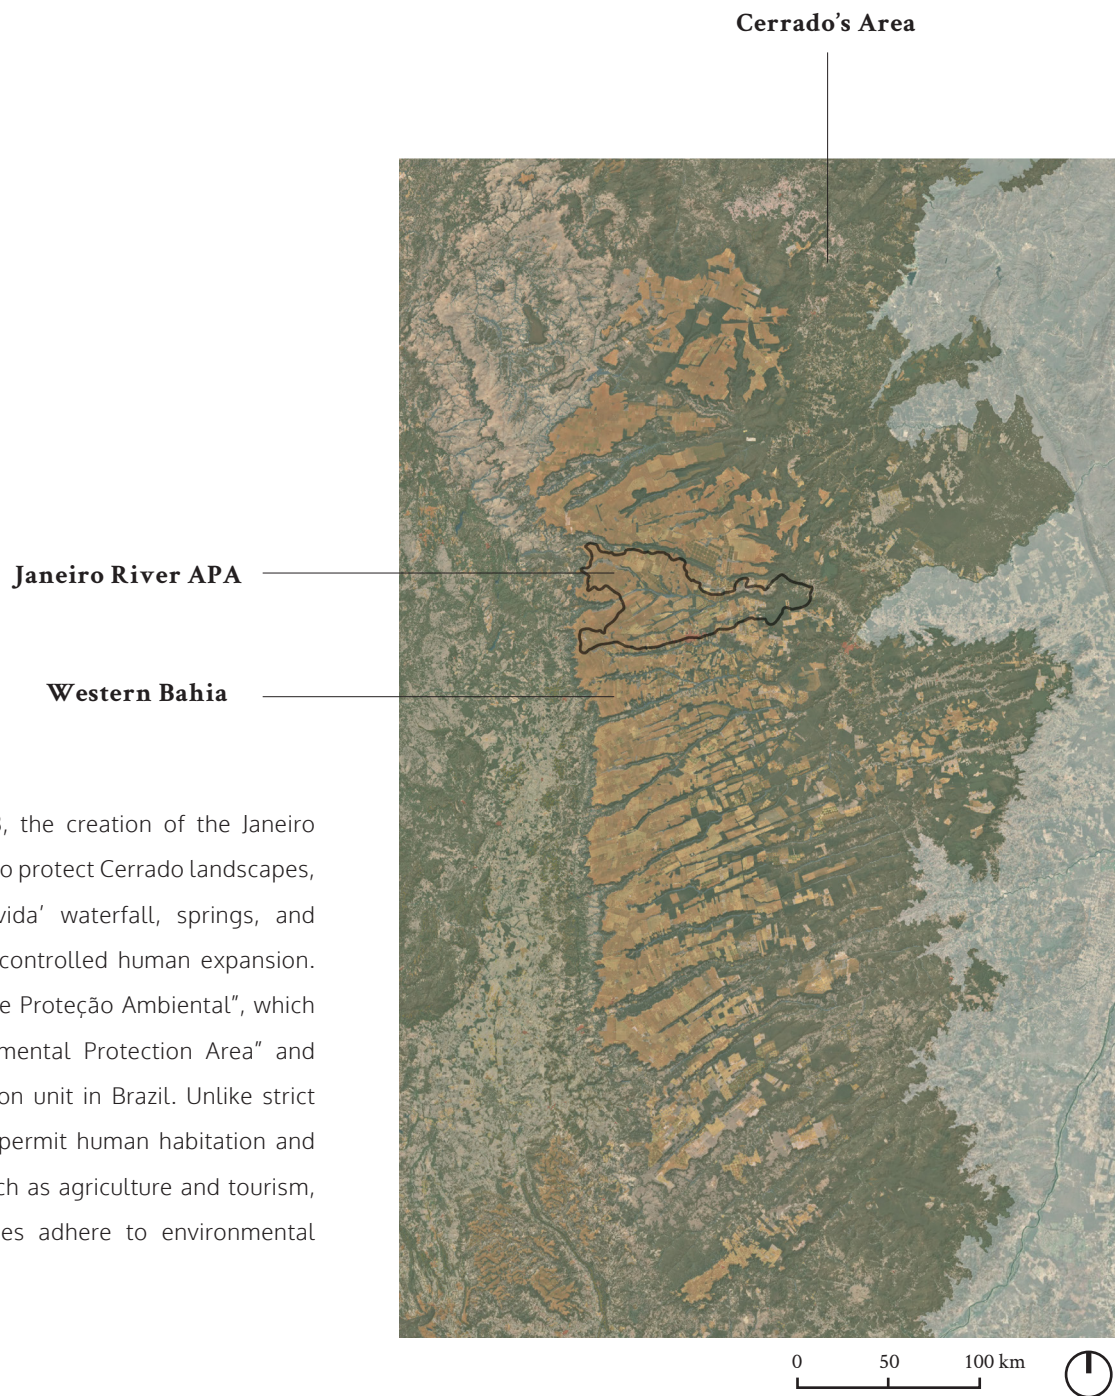 Cerrado’s Area
Janeiro River APA
Western Bahia
, the creation of the Janeiro
o protect Cerrado landscapes,
vida’ waterfall, springs, and
controlled human expansion.
e Proteção Ambiental”, which
mental Protection Area” and
on unit in Brazil. Unlike strict
permit human habitation and
ch as agriculture and tourism,
es adhere to environmental
0 50 100 km